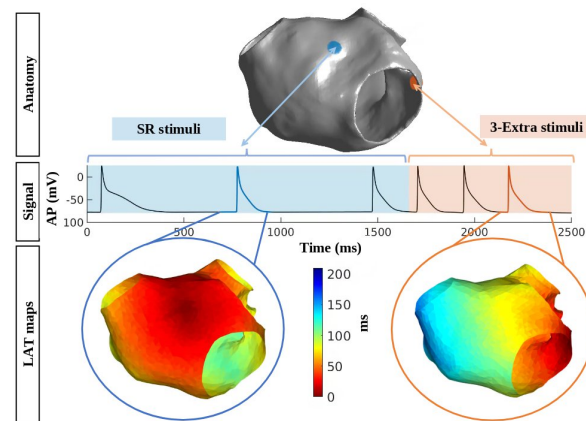 Anatomy
SR stimuli
3-Extra stimuli
Signal
AP (mV)
0
-50
100
0
500
1000
1500
2000
2500
Time (ms)
LAT maps
200
150
100
50
0
ms